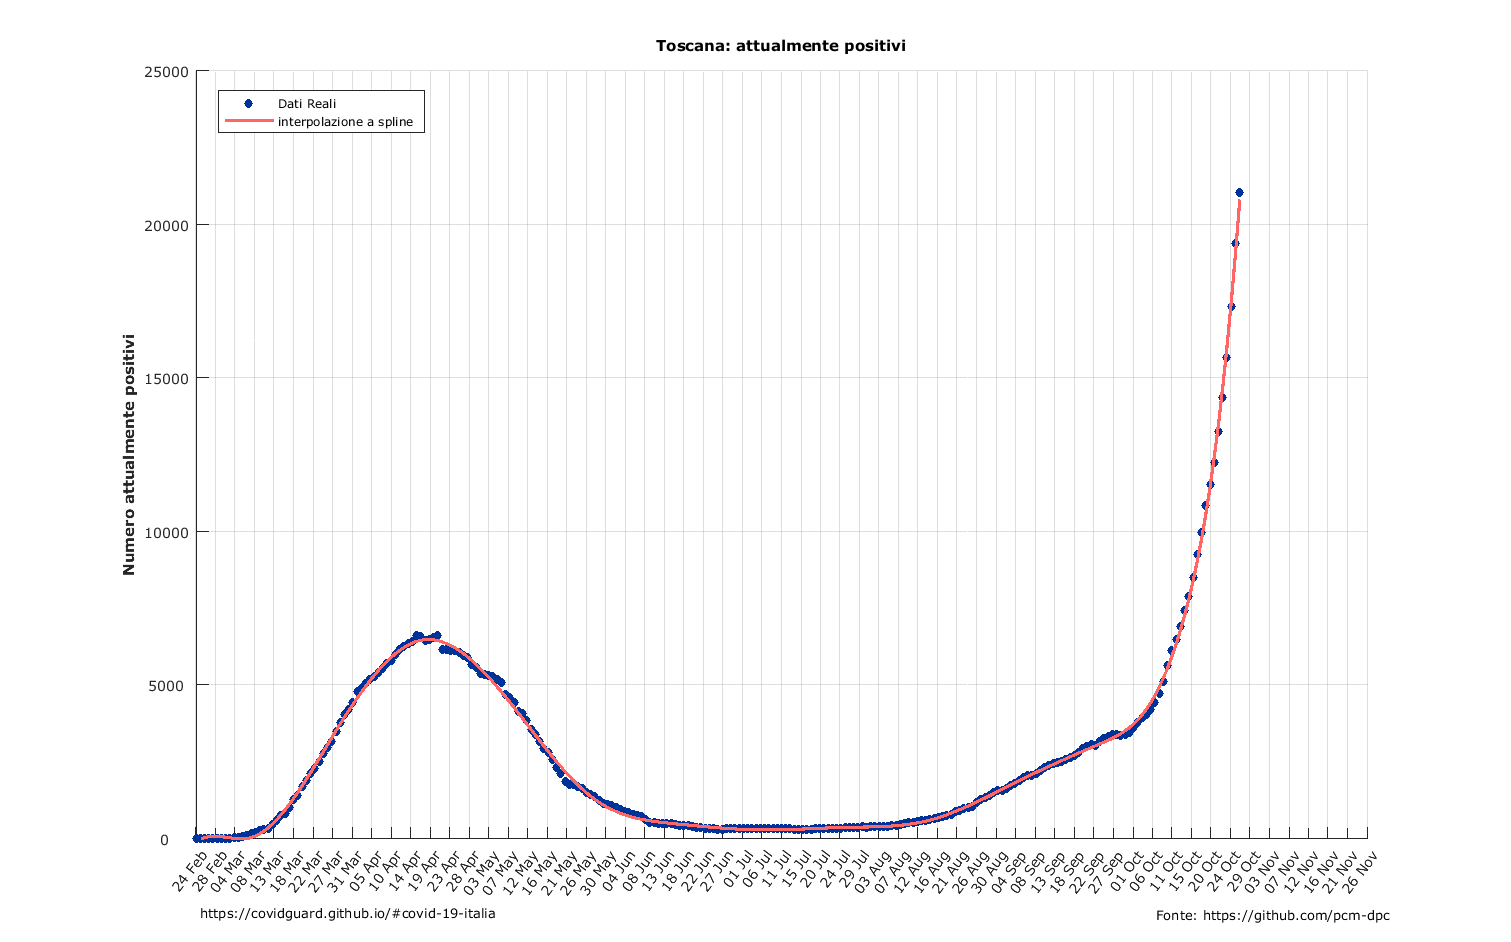 Toscana: attualmente positivi
25000
20000
15000
10000
5000
0
Numero attualmente positivi
Dati Reali
interpolazione a spline
24 Feb
28 Feb
04 Mar
08 Mar
13 Mar
18 Mar
22 Mar
27 Mar
31 Mar
05 Apr
10 Apr
14 Apr
19 Apr
23 Apr
28 Apr
03 May
07 May
12 May
16 May
21 May
26 May
30 May
04 Jun
08 Jun
13 Jun
18 Jun
22 Jun
27 Jun
01 Jul
06 Jul
11 Jul
15 Jul
20 Jul
24 Jul
29 Jul
03 Aug
07 Aug
12 Aug
16 Aug
21 Aug
26 Aug
30 Aug
04 Sep
08 Sep
13 Sep
18 Sep
22 Sep
27 Sep
01 Oct
06 Oct
11 Oct
15 Oct
20 Oct
24 Oct
29 Oct
03 Nov
07 Nov
12 Nov
16 Nov
21 Nov
26 Nov
https://covidguard.github.io/#covid-19-italia
Fonte: https://github.com/pcm-dpc